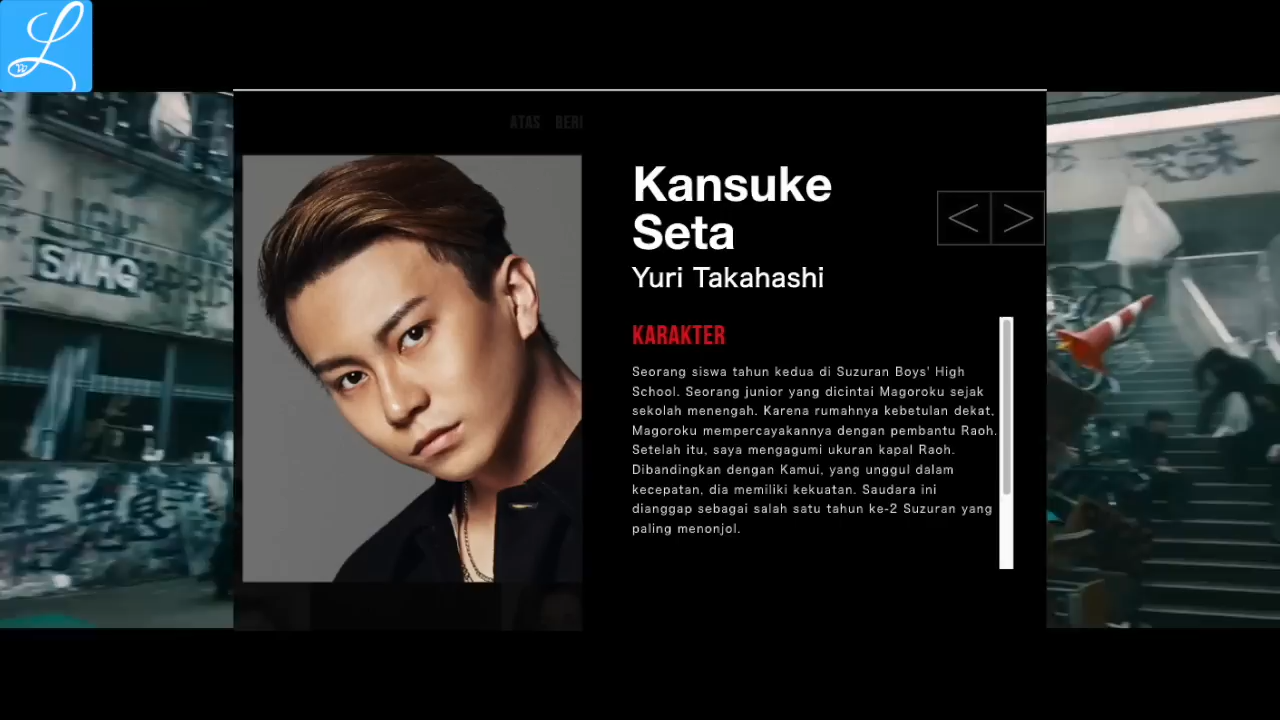 ATAS BERI
Kansuke
Seta
Yuri Takahashi
KARAKTER
Seorang siswa tahun kedua di Suzuran Boys' High
School. Seorang junior yang dicintai Magoroku sejak
sekolah menengah. Karena rumahnya kebetulan dekat,
Magoroku mempercayakannya dengan pembantu Raoh.
Setelah itu, saya mengagumi ukuran kapal Raoh.
Dibandingkan dengan Kamui, yang unggul dalam
kecepatan, dia memiliki kekuatan. Saudara ini
dianggap sebagai salah satu tahun ke-2 Suzuran yang
paling menonjol.
SWAG